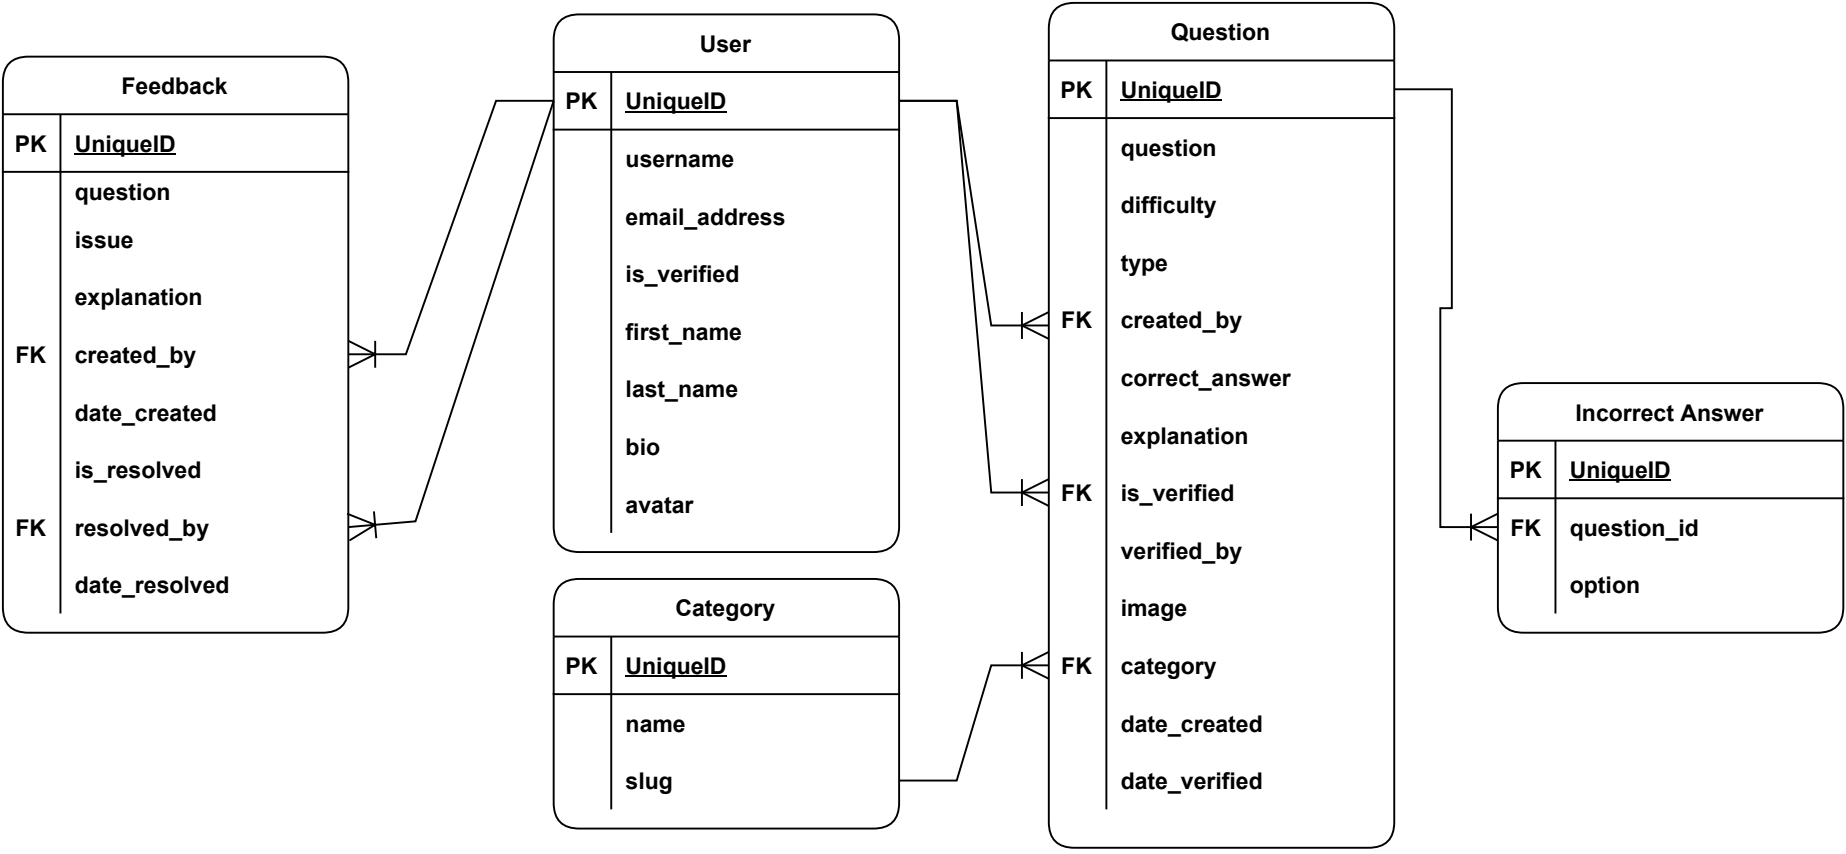 Feedback
PK UniqueID
question
issue
explanation
FK created_by
date_created
is_resolved
FK resolved_by
date_resolved
User
PK UniqueID
username
email_address
is_verified
first_name
last_name
bio
avatar
Category
PK UniqueID
name
slug
Question
PK UniqueID
question
difficulty
type
FK created_by
correct_answer
explanation
FK is_verified
verified_by
image
FK category
date_created
date_verified
Incorrect Answer
PK UniqueID
FK question_id
option